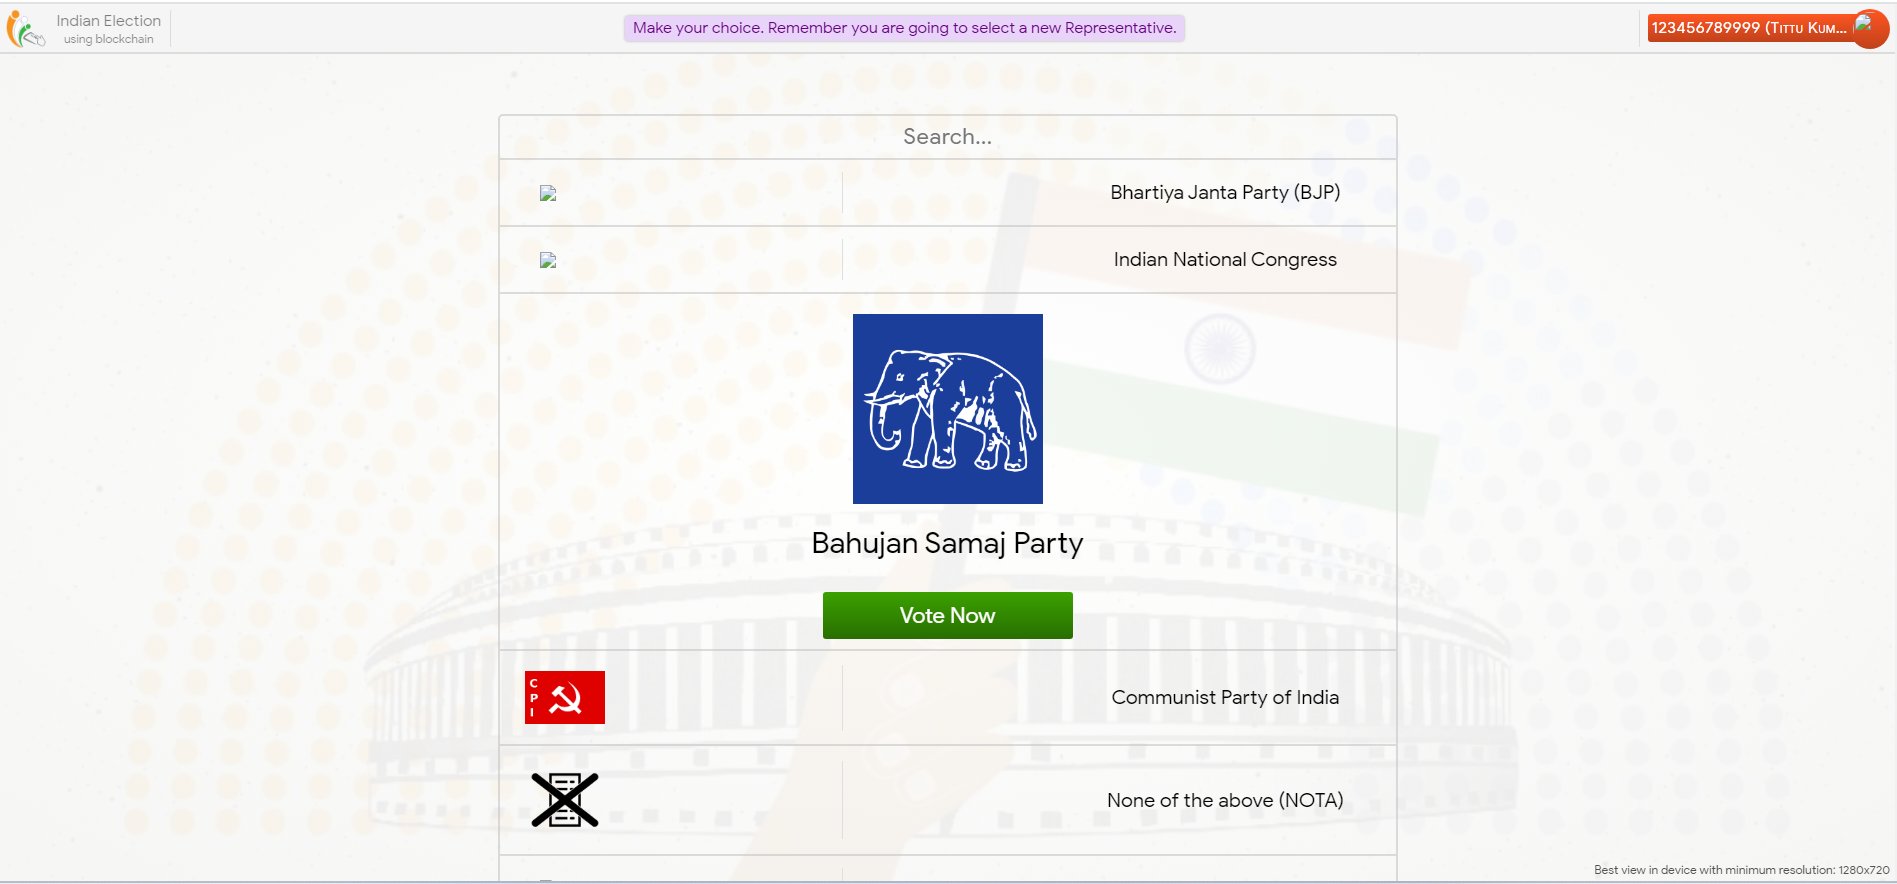 Indian Election
using blockchain
Make your choice. Remember you are going to select a new Representative.
123456789999 (Tittu Kum...
Search...
Bhartiya Janta Party (BJP)
Indian National Congress
Bahujan Samaj Party
Vote Now
C
P
I
Communist Party of India
None of the above (NOTA)
Best view in device with minimum resolution: 1280x720